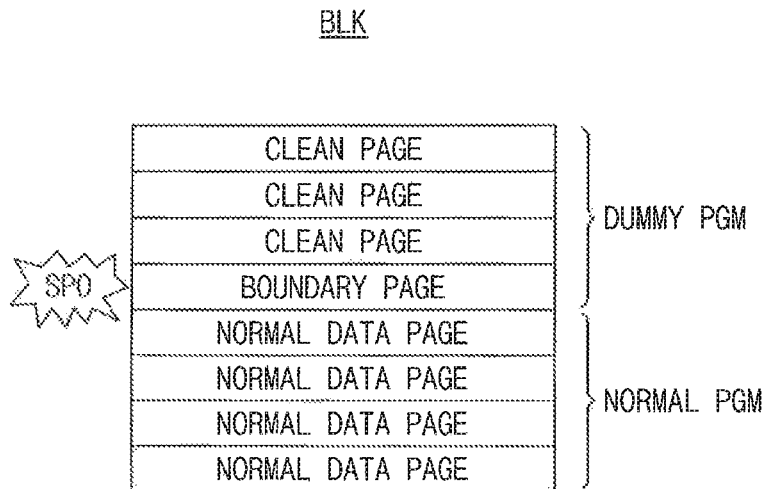 BLK
CLEAN PAGE
CLEAN PAGE
CLEAN PAGE
DUMMY PGM
SPO
BOUNDARY PAGE
NORMAL DATA PAGE
NORMAL DATA PAGE
NORMAL PGM
NORMAL DATA PAGE
NORMAL DATA PAGE